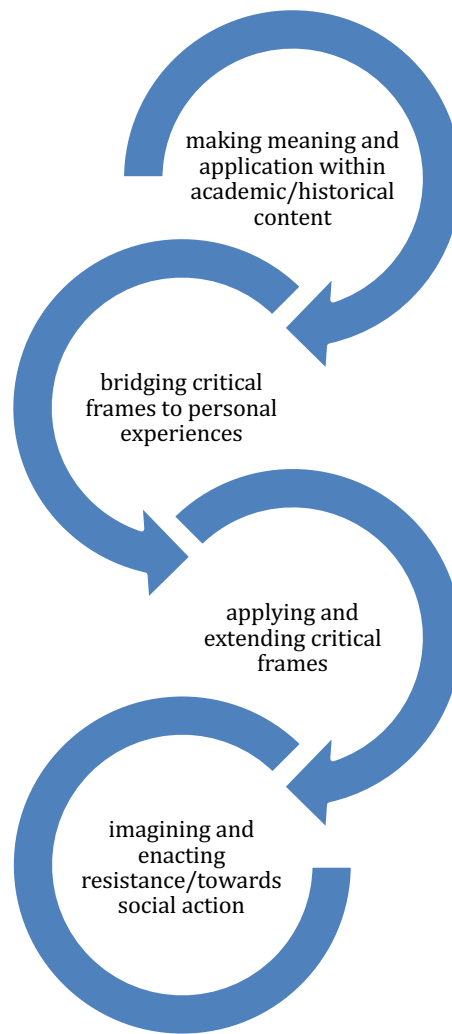 making meaning and
application within
academic/historical
content
bridging critical
frames to personal
experiences
applying and
extending critical
frames
imagining and
enacting
resistance/towards
social action